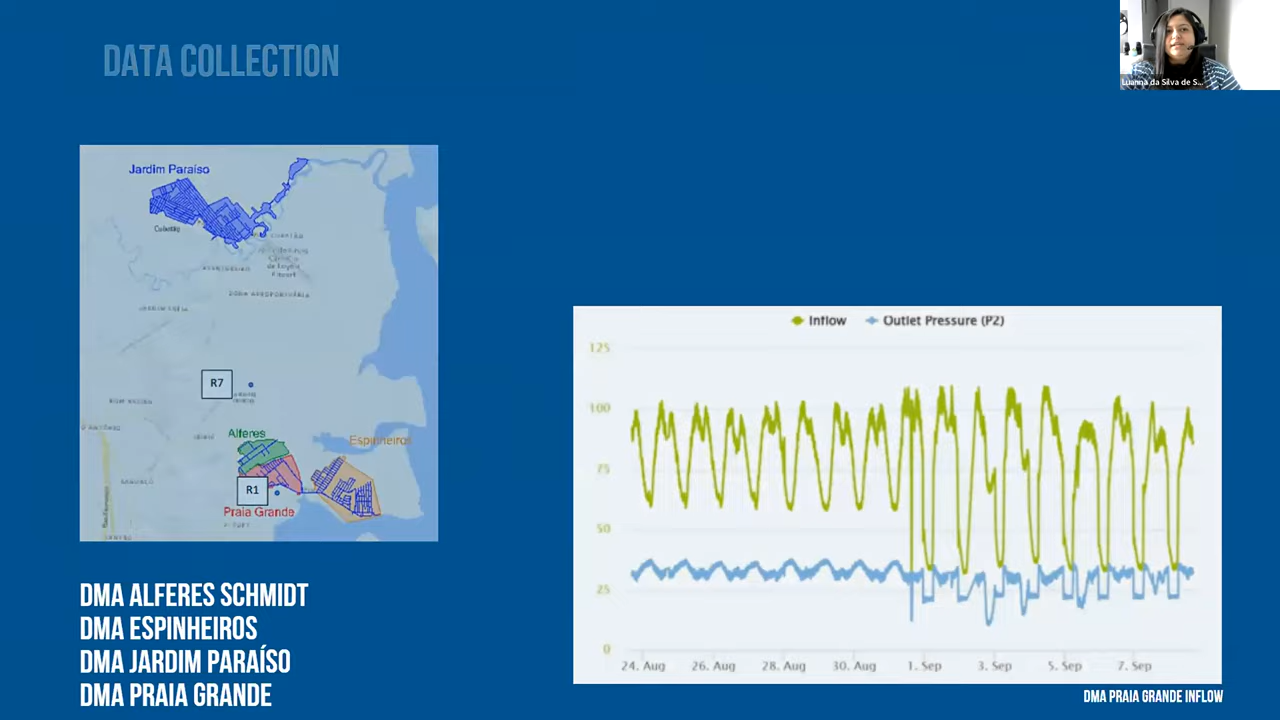 DATA COLLECTION
Luanna da Silva de S...
Jardim Paraíso
Cubatão
R7
Alferes
Espinheiros
R1
Praia Grande
Inflow
Outlet Pressure (P2)
125
100
75
50
25
0
24. Aug
26. Aug
28. Aug
30. Aug
1. Sep
3. Sep
5. Sep
7. Sep
DMA ALFERES SCHMIDT
DMA ESPINHEIROS
DMA JARDIM PARAÍSO
DMA PRAIA GRANDE
DMA PRAIA GRANDE INFLOW